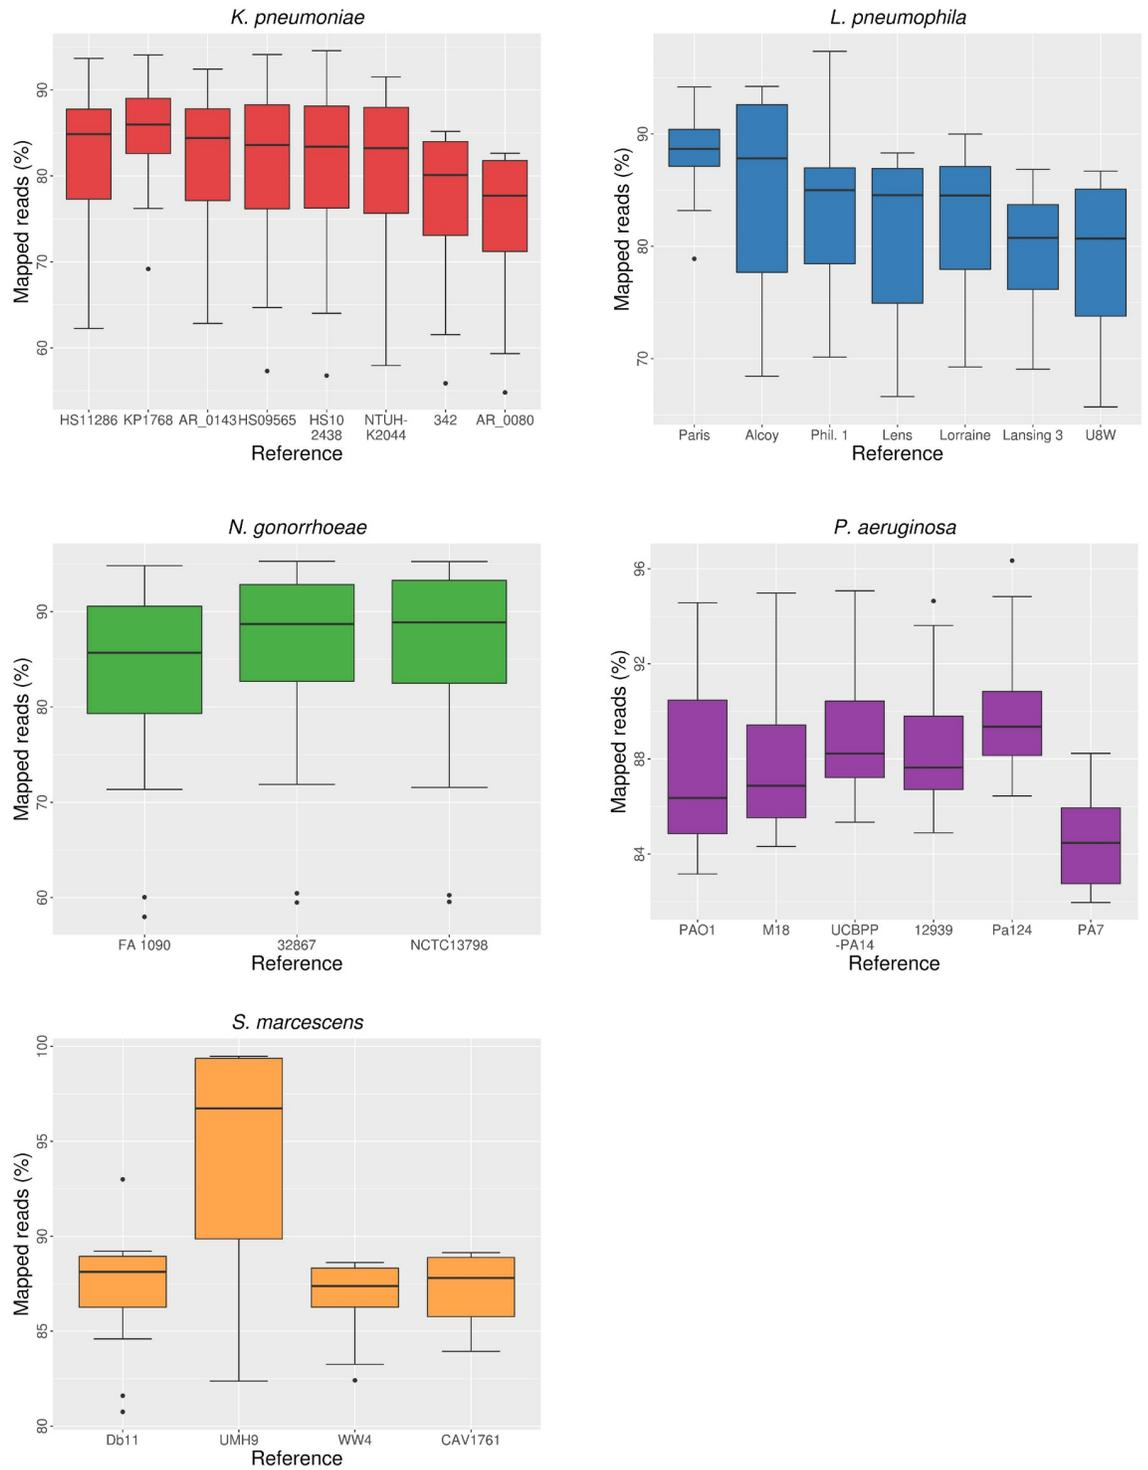 K. pneumoniae
Mapped reads (%)
90
80
70
60
HS11286 KP1768 AR_0143 HS09565 HS10 2438 NTUH-K2044 342 AR_0080
Reference
L. pneumophila
Mapped reads (%)
90
80
70
Paris Alcoy Phil. 1 Lens Lorraine Lansing 3 U8W
Reference
N. gonorrhoeae
Mapped reads (%)
90
80
70
60
FA 1090 32867 NCTC13798
Reference
P. aeruginosa
Mapped reads (%)
96
92
88
84
PAO1 M18 UCBPP-PA14 12939 Pa124 PA7
Reference
S. marcescens
Mapped reads (%)
100
95
90
85
80
Db11 UMH9 WW4 CAV1761
Reference